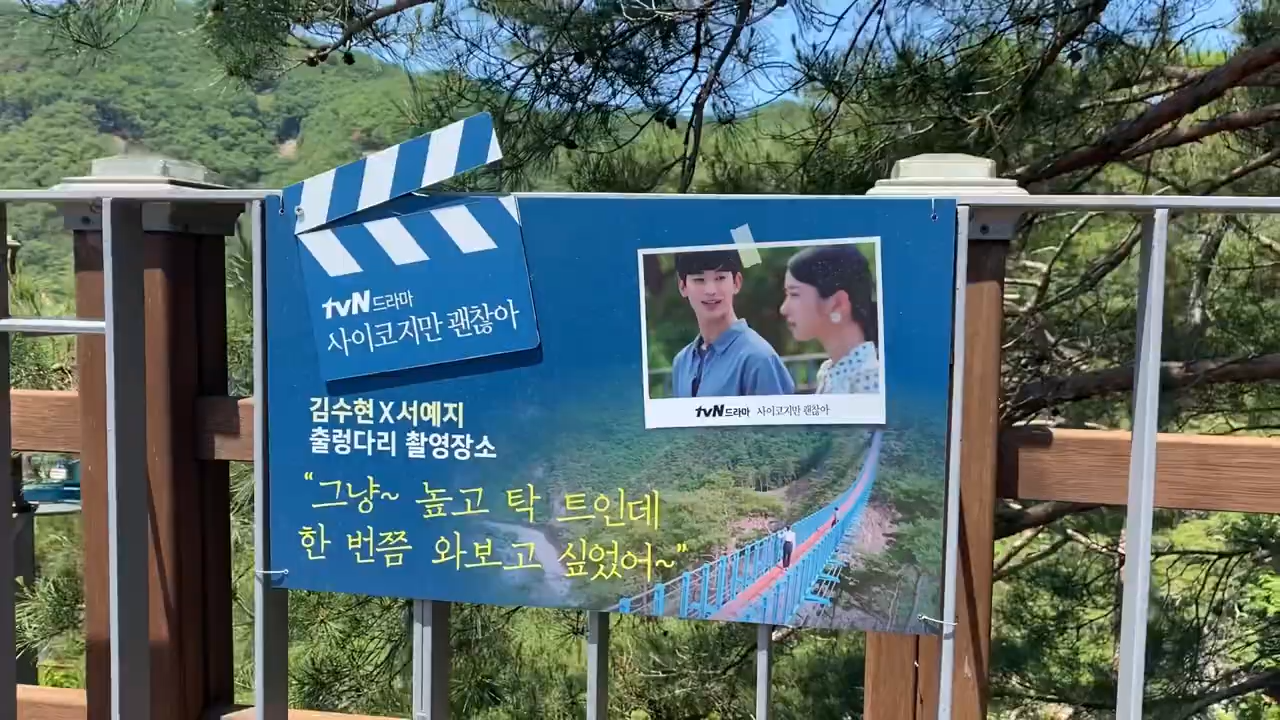 tvN드라마
사이코지만 괜찮아
김수현X서예지
출렁다리 촬영장소
“그냥~ 높고 탁 트인데
한 번쯤 와보고 싶었어~”
tvN드라마 사이코지만 괜찮아